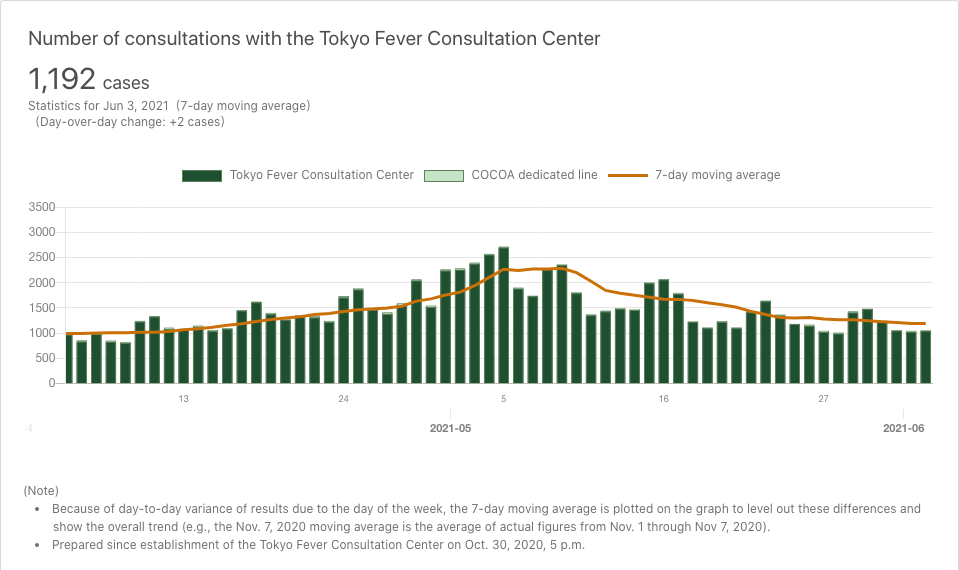 Number of consultations with the Tokyo Fever Consultation Center
1,192 cases
Statistics for Jun 3, 2021 (7-day moving average)
(Day-over-day change: +2 cases)
Tokyo Fever Consultation Center COCOA dedicated line 7-day moving average
3500
3000
2500
2000
1500
1000
500
0
13 24 5 16 27
4 2021-05 2021-06
(Note)
• Because of day-to-day variance of results due to the day of the week, the 7-day moving average is plotted on the graph to level out these differences and
show the overall trend (e.g., the Nov. 7, 2020 moving average is the average of actual figures from Nov. 1 through Nov 7, 2020).
• Prepared since establishment of the Tokyo Fever Consultation Center on Oct. 30, 2020, 5 p.m.